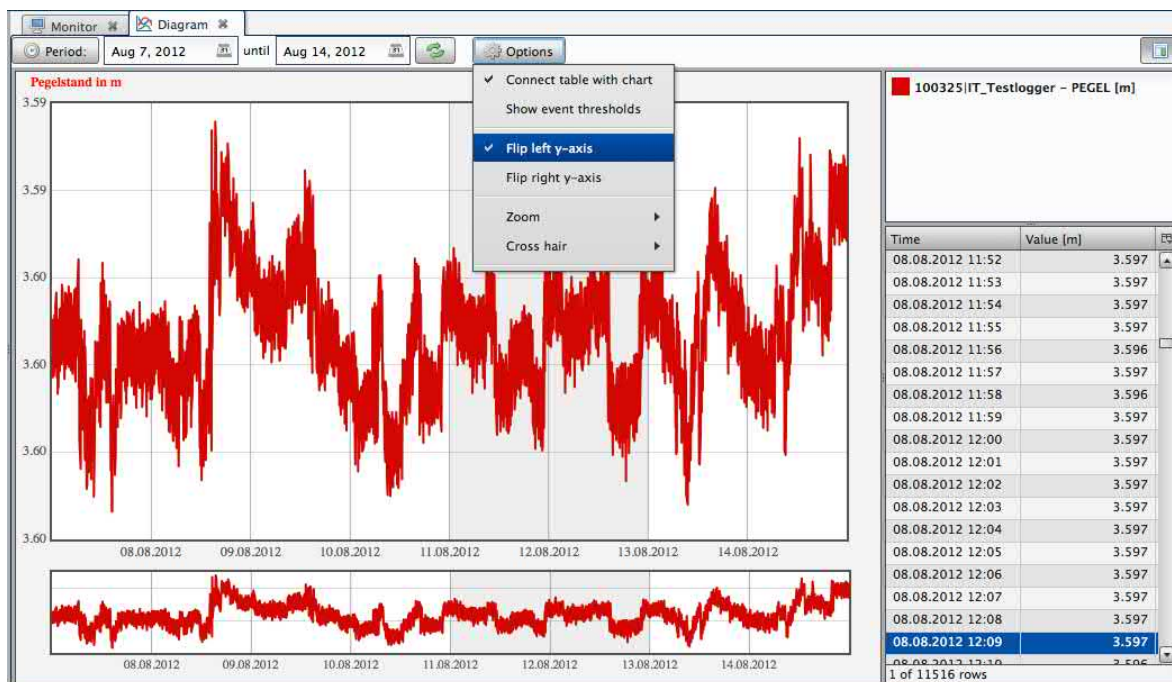 Monitor
Diagram
Period: Aug 7, 2012 until Aug 14, 2012 Options
Connect table with chart
Show event thresholds
Flip left y-axis
Flip right y-axis
Zoom
Cross hair
Pegelstand in m
3.59
3.59
3.60
3.60
3.60
3.60
08.08.2012 09.08.2012 10.08.2012 11.08.2012 12.08.2012 13.08.2012 14.08.2012
08.08.2012 09.08.2012 10.08.2012 11.08.2012 12.08.2012 13.08.2012 14.08.2012
100325|IT_Testlogger - PEGEL [m]
Time Value [m]
08.08.2012 11:52 3.597
08.08.2012 11:53 3.597
08.08.2012 11:54 3.597
08.08.2012 11:55 3.597
08.08.2012 11:56 3.596
08.08.2012 11:57 3.597
08.08.2012 11:58 3.596
08.08.2012 11:59 3.597
08.08.2012 12:00 3.597
08.08.2012 12:01 3.597
08.08.2012 12:02 3.597
08.08.2012 12:03 3.597
08.08.2012 12:04 3.597
08.08.2012 12:05 3.597
08.08.2012 12:06 3.597
08.08.2012 12:07 3.597
08.08.2012 12:08 3.597
08.08.2012 12:09 3.597
08.08.2012 12:10 3.596
1 of 11516 rows